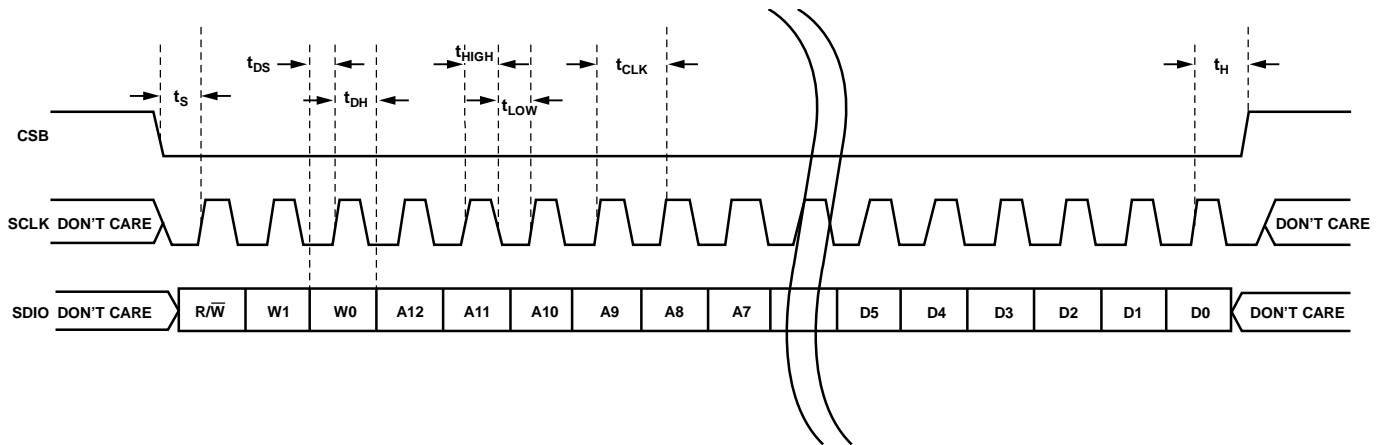 tHIGH
tDS
tCLK
tH
tS
tDH
tLOW
CSB
SCLK DON'T CARE
DON'T CARE
SDIO DON'T CARE
R/W̅
W1
W0
A12
A11
A10
A9
A8
A7
D5
D4
D3
D2
D1
D0
DON'T CARE